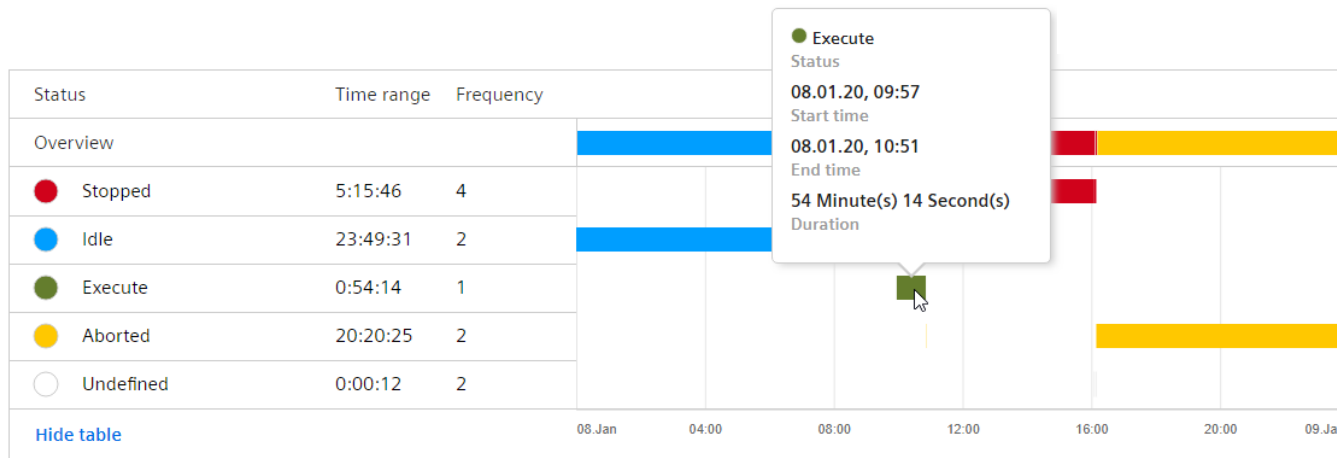 Execute
Status
08.01.20, 09:57
Start time
08.01.20, 10:51
End time
54 Minute(s) 14 Second(s)
Duration
Status Time range Frequency
Overview
Stopped 5:15:46 4
Idle 23:49:31 2
Execute 0:54:14 1
Aborted 20:20:25 2
Undefined 0:00:12 2
Hide table
08.Jan 04:00 08:00 12:00 16:00 20:00 09.Ja